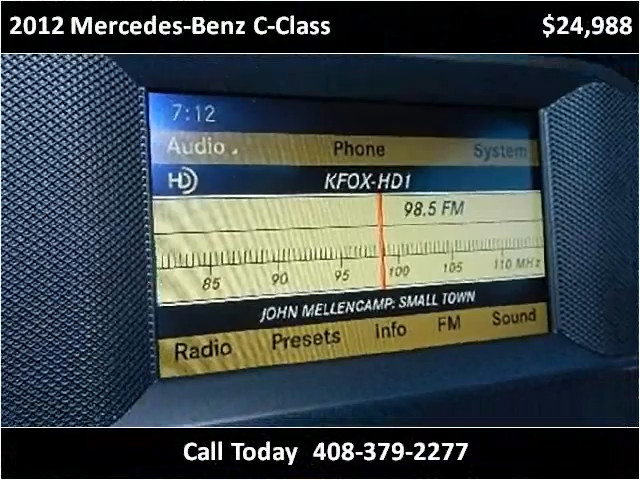 2012 Mercedes-Benz C-Class $24,988
7:12
Audio Phone System
HD KFOX-HD1
98.5 FM
85 90 95 100 105 110 MHz
JOHN MELLENCAMP: SMALL TOWN
Radio Presets Info FM Sound
Call Today 408-379-2277